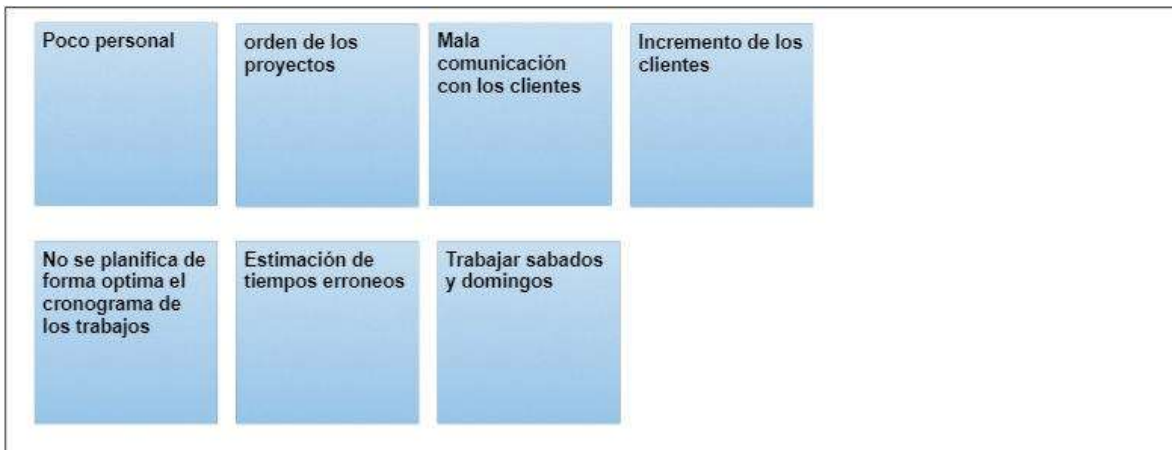 Poco personal
orden de los
proyectos
Mala
comunicación
con los clientes
Incremento de los
clientes
No se planifica de
forma optima el
cronograma de
los trabajos
Estimación de
tiempos erroneos
Trabajar sabados
y domingos